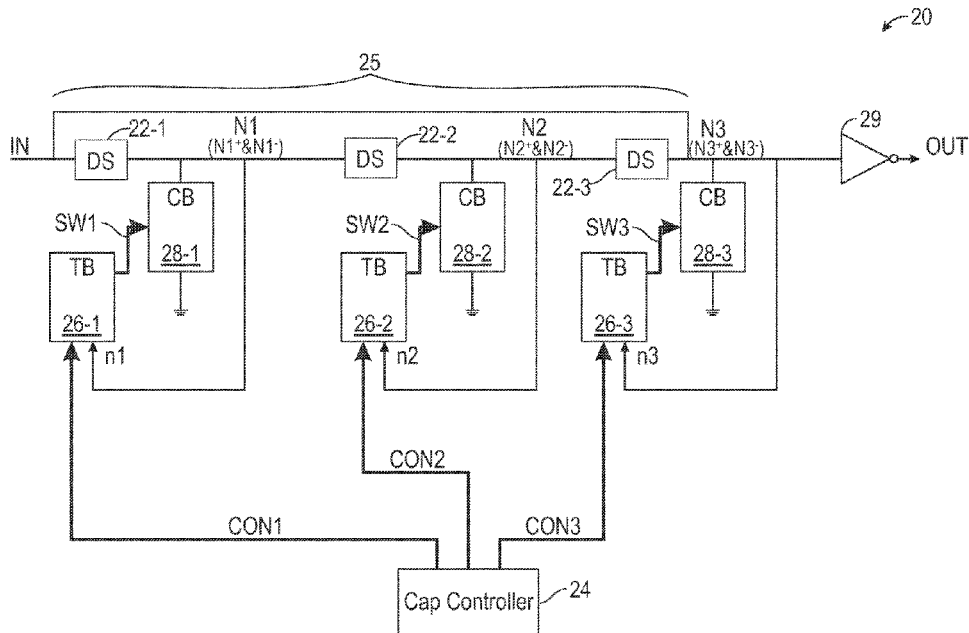 20
25
IN
22-1
N1
(N1+&N1-)
22-2
N2
(N2+&N2-)
N3
(N3+&N3-)
29
OUT
DS
DS
DS
22-3
CB
CB
CB
SW1
SW2
SW3
28-1
28-2
28-3
TB
TB
TB
26-1
26-2
26-3
n1
n2
n3
CON2
CON1
CON3
Cap Controller
24